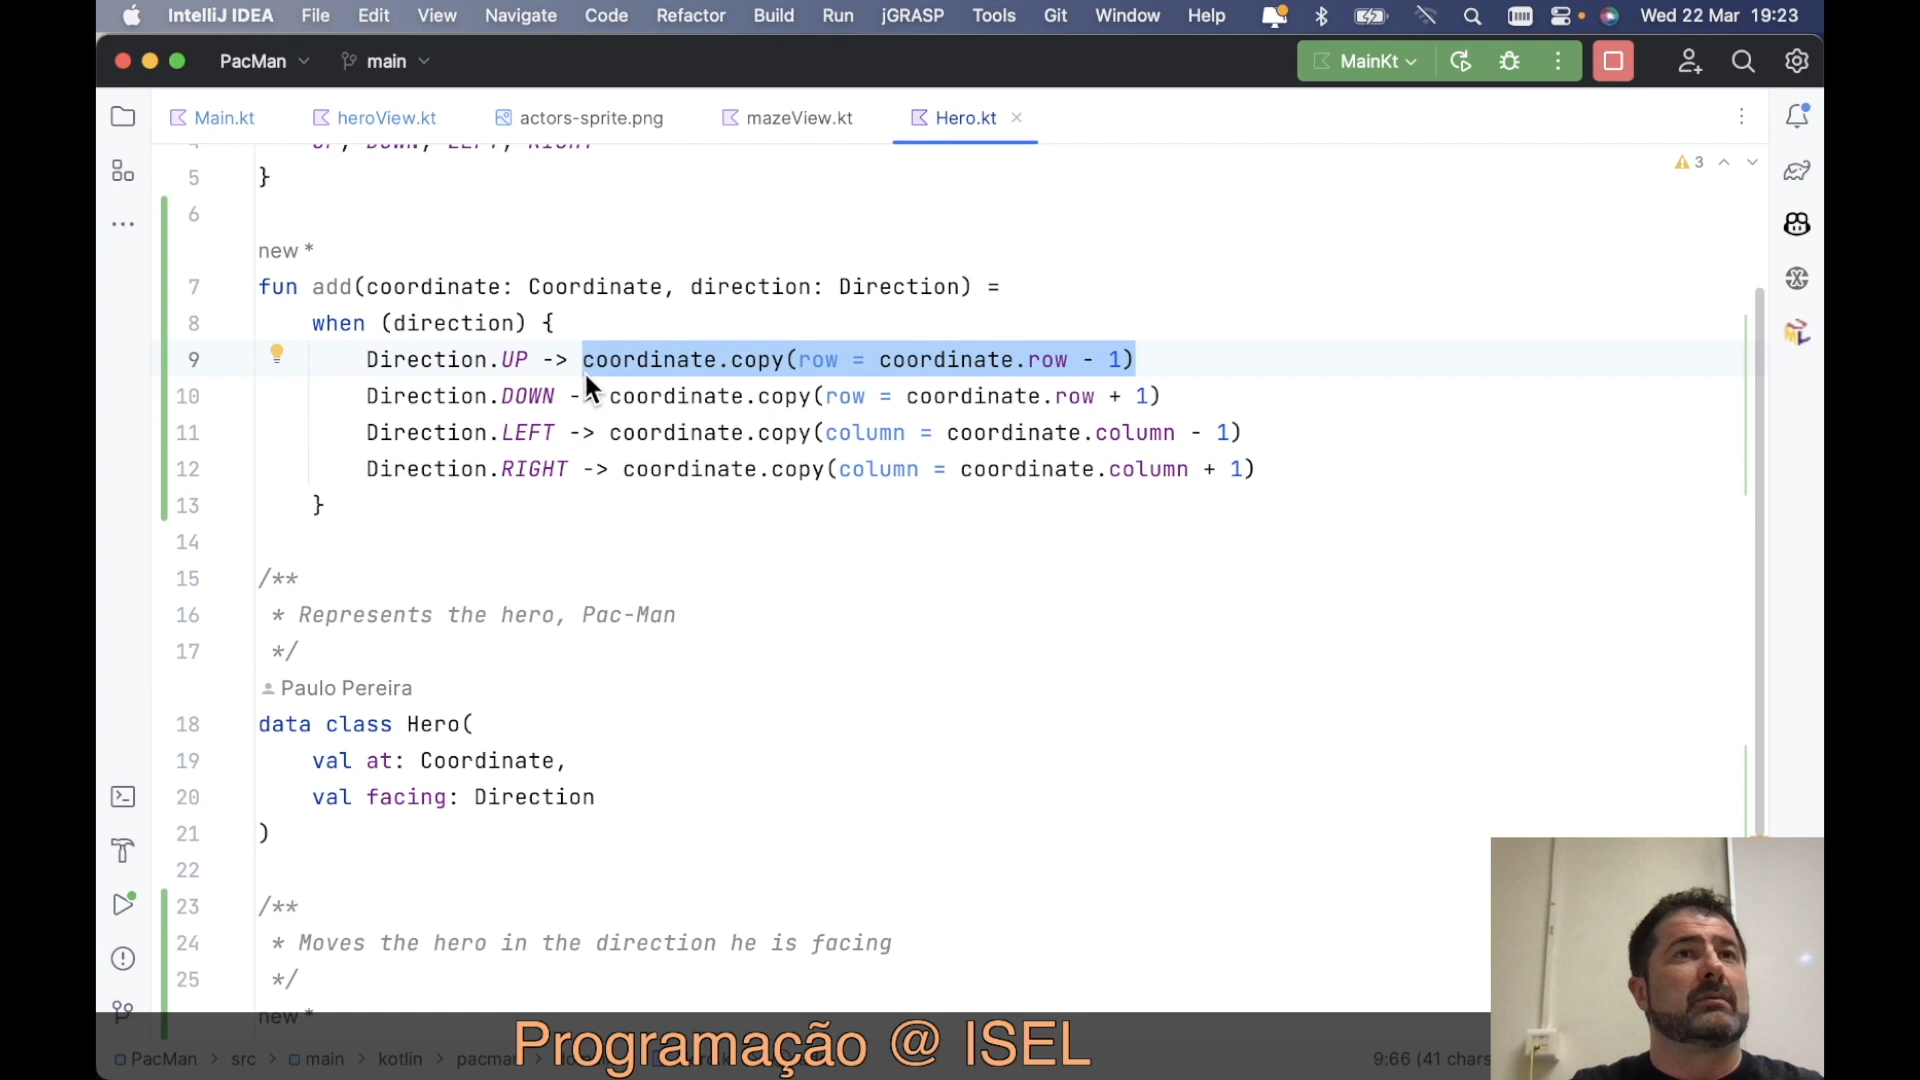 IntelliJ IDEA File Edit View Navigate Code Refactor Build Run jGRASP Tools Git Window Help Wed 22 Mar 19:23
PacMan main MainKt
Main.kt heroView.kt actors-sprite.png mazeView.kt Hero.kt
4 UP, DOWN, LEFT, RIGHT
5 }
3
6
new *
7 fun add(coordinate: Coordinate, direction: Direction) =
8 when (direction) {
9 Direction.UP -> coordinate.copy(row = coordinate.row - 1)
10 Direction.DOWN - coordinate.copy(row = coordinate.row + 1)
11 Direction.LEFT -> coordinate.copy(column = coordinate.column - 1)
12 Direction.RIGHT -> coordinate.copy(column = coordinate.column + 1)
13 }
14
15 /**
16 * Represents the hero, Pac-Man
17 */
Paulo Pereira
18 data class Hero(
19 val at: Coordinate,
20 val facing: Direction
21 )
22
23 /**
24 * Moves the hero in the direction he is facing
25 */
new *
Programação @ ISEL
PacMan > src > main > kotlin > pacman 9:66 (41 chars